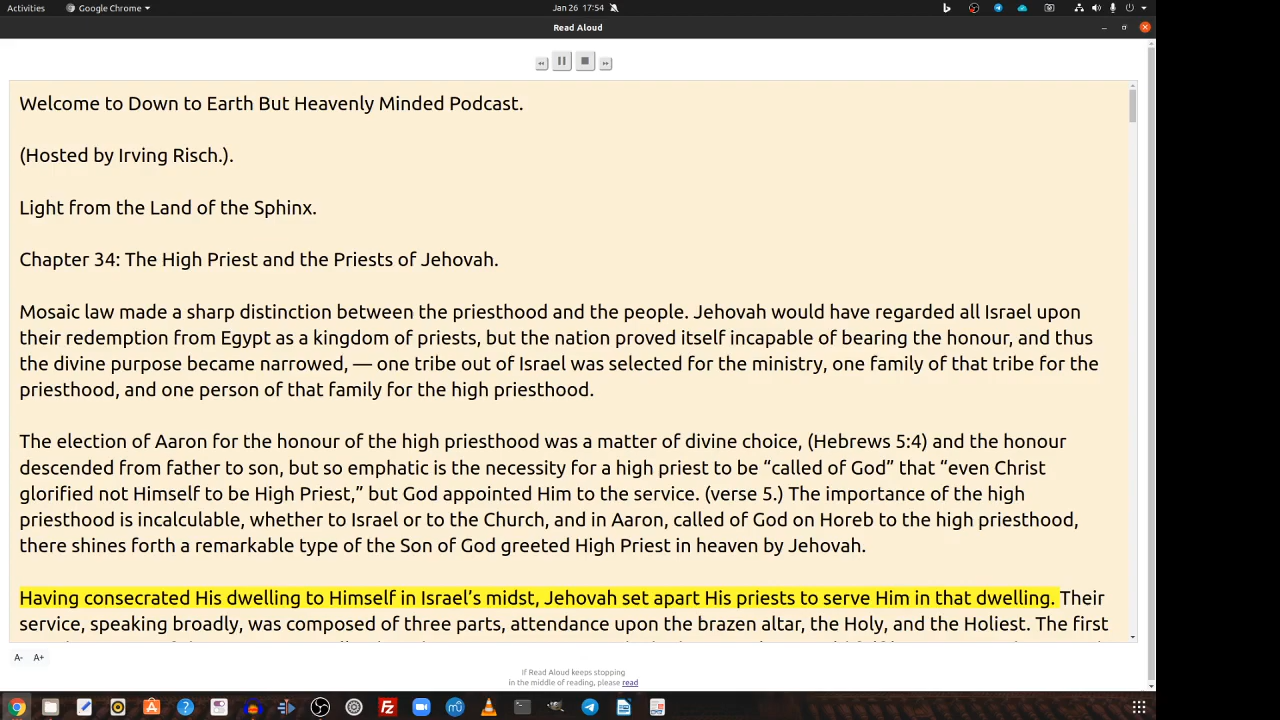 Activities
Google Chrome
Jan 26 17:54
Read Aloud
Welcome to Down to Earth But Heavenly Minded Podcast.
(Hosted by Irving Risch.).
Light from the Land of the Sphinx.
Chapter 34: The High Priest and the Priests of Jehovah.
Mosaic law made a sharp distinction between the priesthood and the people. Jehovah would have regarded all Israel upon
their redemption from Egypt as a kingdom of priests, but the nation proved itself incapable of bearing the honour, and thus
the divine purpose became narrowed, — one tribe out of Israel was selected for the ministry, one family of that tribe for the
priesthood, and one person of that family for the high priesthood.
The election of Aaron for the honour of the high priesthood was a matter of divine choice, (Hebrews 5:4) and the honour
descended from father to son, but so emphatic is the necessity for a high priest to be “called of God” that “even Christ
glorified not Himself to be High Priest,” but God appointed Him to the service. (verse 5.) The importance of the high
priesthood is incalculable, whether to Israel or to the Church, and in Aaron, called of God on Horeb to the high priesthood,
there shines forth a remarkable type of the Son of God greeted High Priest in heaven by Jehovah.
Having consecrated His dwelling to Himself in Israel’s midst, Jehovah set apart His priests to serve Him in that dwelling. Their
service, speaking broadly, was composed of three parts, attendance upon the brazen altar, the Holy, and the Holiest. The first
A- A+
If Read Aloud keeps stopping
in the middle of reading, please read